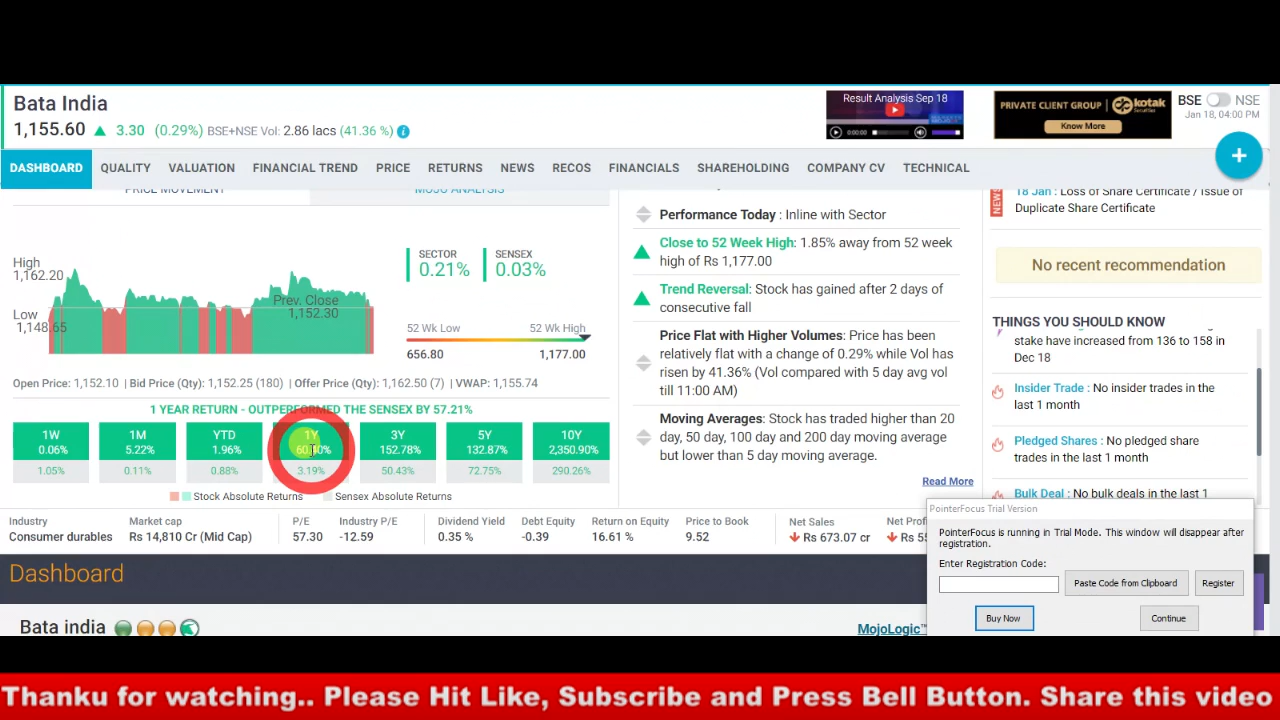 Bata India
1,155.60 3.30 (0.29%) BSE+NSE Vol: 2.86 lacs (41.36 %)
Result Analysis Sep 18
0:00:00
PRIVATE CLIENT GROUP | kotak Securities
Know More
BSE NSE
Jan 18, 04:00 PM
+
DASHBOARD QUALITY VALUATION FINANCIAL TREND PRICE RETURNS NEWS RECOS FINANCIALS SHAREHOLDING COMPANY CV TECHNICAL
PRICE MOVEMENT MOJO ANALYSIS
High
1,162.20
Low
1,148.65
Prev. Close
1,152.30
SECTOR
0.21%
SENSEX
0.03%
52 Wk Low 52 Wk High
656.80 1,177.00
Open Price: 1,152.10 | Bid Price (Qty): 1,152.25 (180) | Offer Price (Qty): 1,162.50 (7) | VWAP: 1,155.74
1 YEAR RETURN - OUTPERFORMED THE SENSEX BY 57.21%
1W 1M YTD 1Y 3Y 5Y 10Y
0.06% 5.22% 1.96% 152.78% 132.87% 2,350.90%
1.05% 0.11% 0.88% 3.19% 50.43% 72.75% 290.26%
Stock Absolute Returns Sensex Absolute Returns
Performance Today : Inline with Sector
Close to 52 Week High: 1.85% away from 52 week
high of Rs 1,177.00
Trend Reversal: Stock has gained after 2 days of
consecutive fall
Price Flat with Higher Volumes: Price has been
relatively flat with a change of 0.29% while Vol has
risen by 41.36% (Vol compared with 5 day avg vol
till 11:00 AM)
Moving Averages: Stock has traded higher than 20
day, 50 day, 100 day and 200 day moving average
but lower than 5 day moving average.
Read More
NEWS
18 Jan : Loss of Share Certificate / Issue of
Duplicate Share Certificate
No recent recommendation
THINGS YOU SHOULD KNOW
stake have increased from 136 to 158 in
Dec 18
Insider Trade : No insider trades in the
last 1 month
Pledged Shares : No pledged share
trades in the last 1 month
Bulk Deal : No bulk deals in the last 1
Industry Market cap P/E Industry P/E Dividend Yield Debt Equity Return on Equity Price to Book Net Sales Net Prof
Consumer durables Rs 14,810 Cr (Mid Cap) 57.30 -12.59 0.35 % -0.39 16.61 % 9.52 Rs 673.07 cr Rs
Dashboard
Bata india
MojoLogic™
PointerFocus Trial Version
PointerFocus is running in Trial Mode. This window will disappear after
registration.
Enter Registration Code:
Paste Code from Clipboard Register
Buy Now Continue
Thanku for watching.. Please Hit Like, Subscribe and Press Bell Button. Share this video